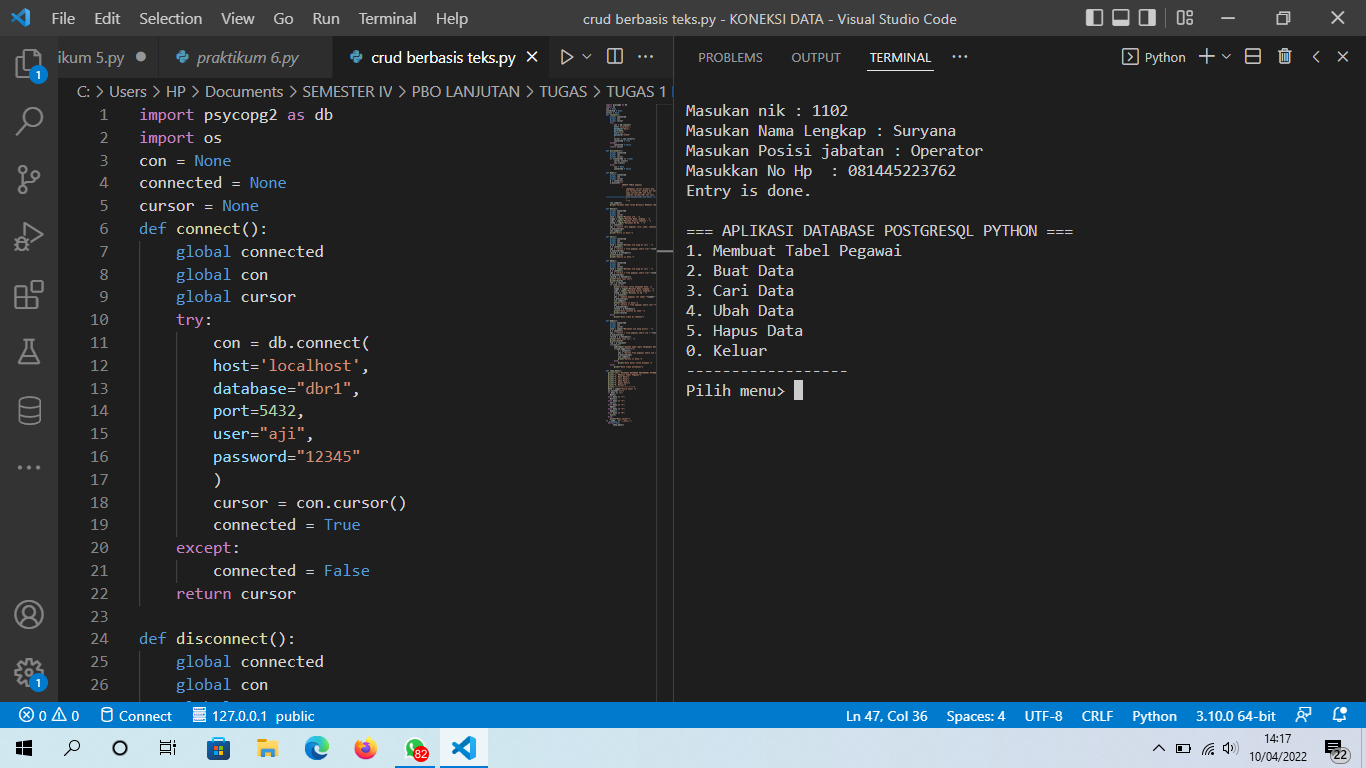 File Edit Selection View Go Run Terminal Help crud berbasis teks.py - KONEKSI DATA - Visual Studio Code
ikum 5.py praktikum 6.py crud berbasis teks.py
C: > Users > HP > Documents > SEMESTER IV > PBO LANJUTAN > TUGAS > TUGAS 1
1 import psycopg2 as db
2 import os
3 con = None
4 connected = None
5 cursor = None
6 def connect():
7 global connected
8 global con
9 global cursor
10 try:
11 con = db.connect(
12 host='localhost',
13 database="dbr1",
14 port=5432,
15 user="aji",
16 password="12345"
17 )
18 cursor = con.cursor()
19 connected = True
20 except:
21 connected = False
22 return cursor
23
24 def disconnect():
25 global connected
26 global con
PROBLEMS OUTPUT TERMINAL ··· Python
Masukan nik : 1102
Masukan Nama Lengkap : Suryana
Masukan Posisi jabatan : Operator
Masukkan No Hp  : 081445223762
Entry is done.
=== APLIKASI DATABASE POSTGRESQL PYTHON ===
1. Membuat Tabel Pegawai
2. Buat Data
3. Cari Data
4. Ubah Data
5. Hapus Data
0. Keluar
------------------
Pilih menu>
1
1
0 0 Connect 127.0.0.1 public Ln 47, Col 36 Spaces: 4 UTF-8 CRLF Python 3.10.0 64-bit
82
14:17
10/04/2022
22